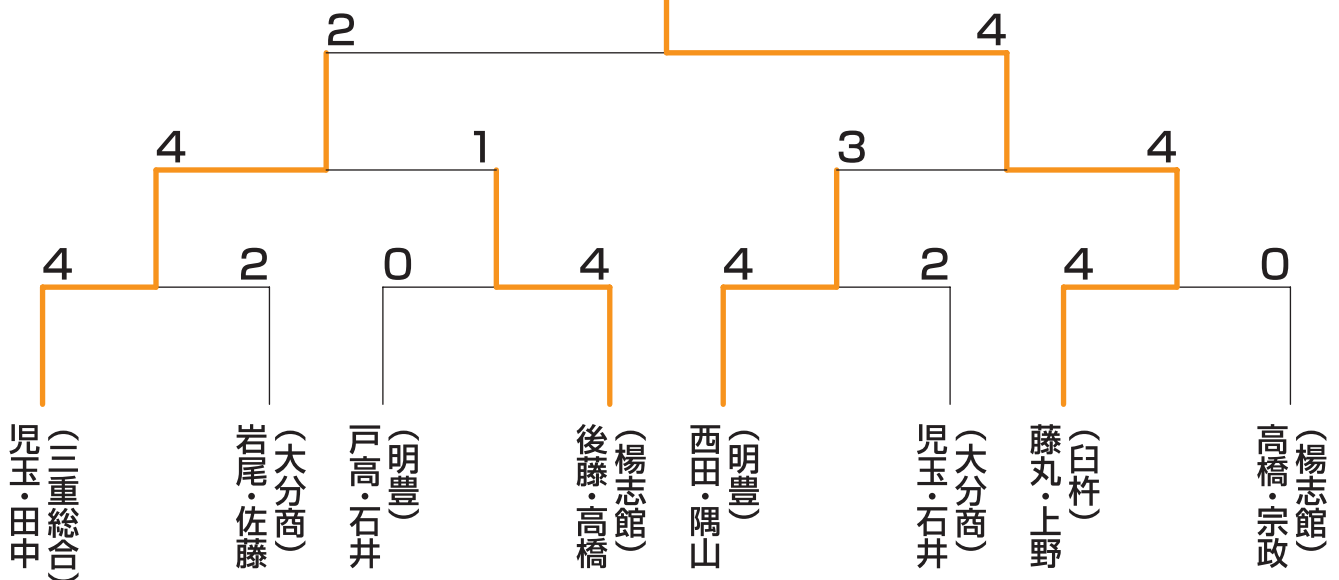 2 4
4 1 3 4
4 2 0 4 4 2 4 0
児玉・田中
(三重総合)
岩尾・佐藤
(大分商)
戸高・石井
(明豊)
後藤・高橋
(楊志館)
西田・隅山
(明豊)
児玉・石井
(大分商)
藤丸・上野
(臼杵)
高橋・宗政
(楊志館)